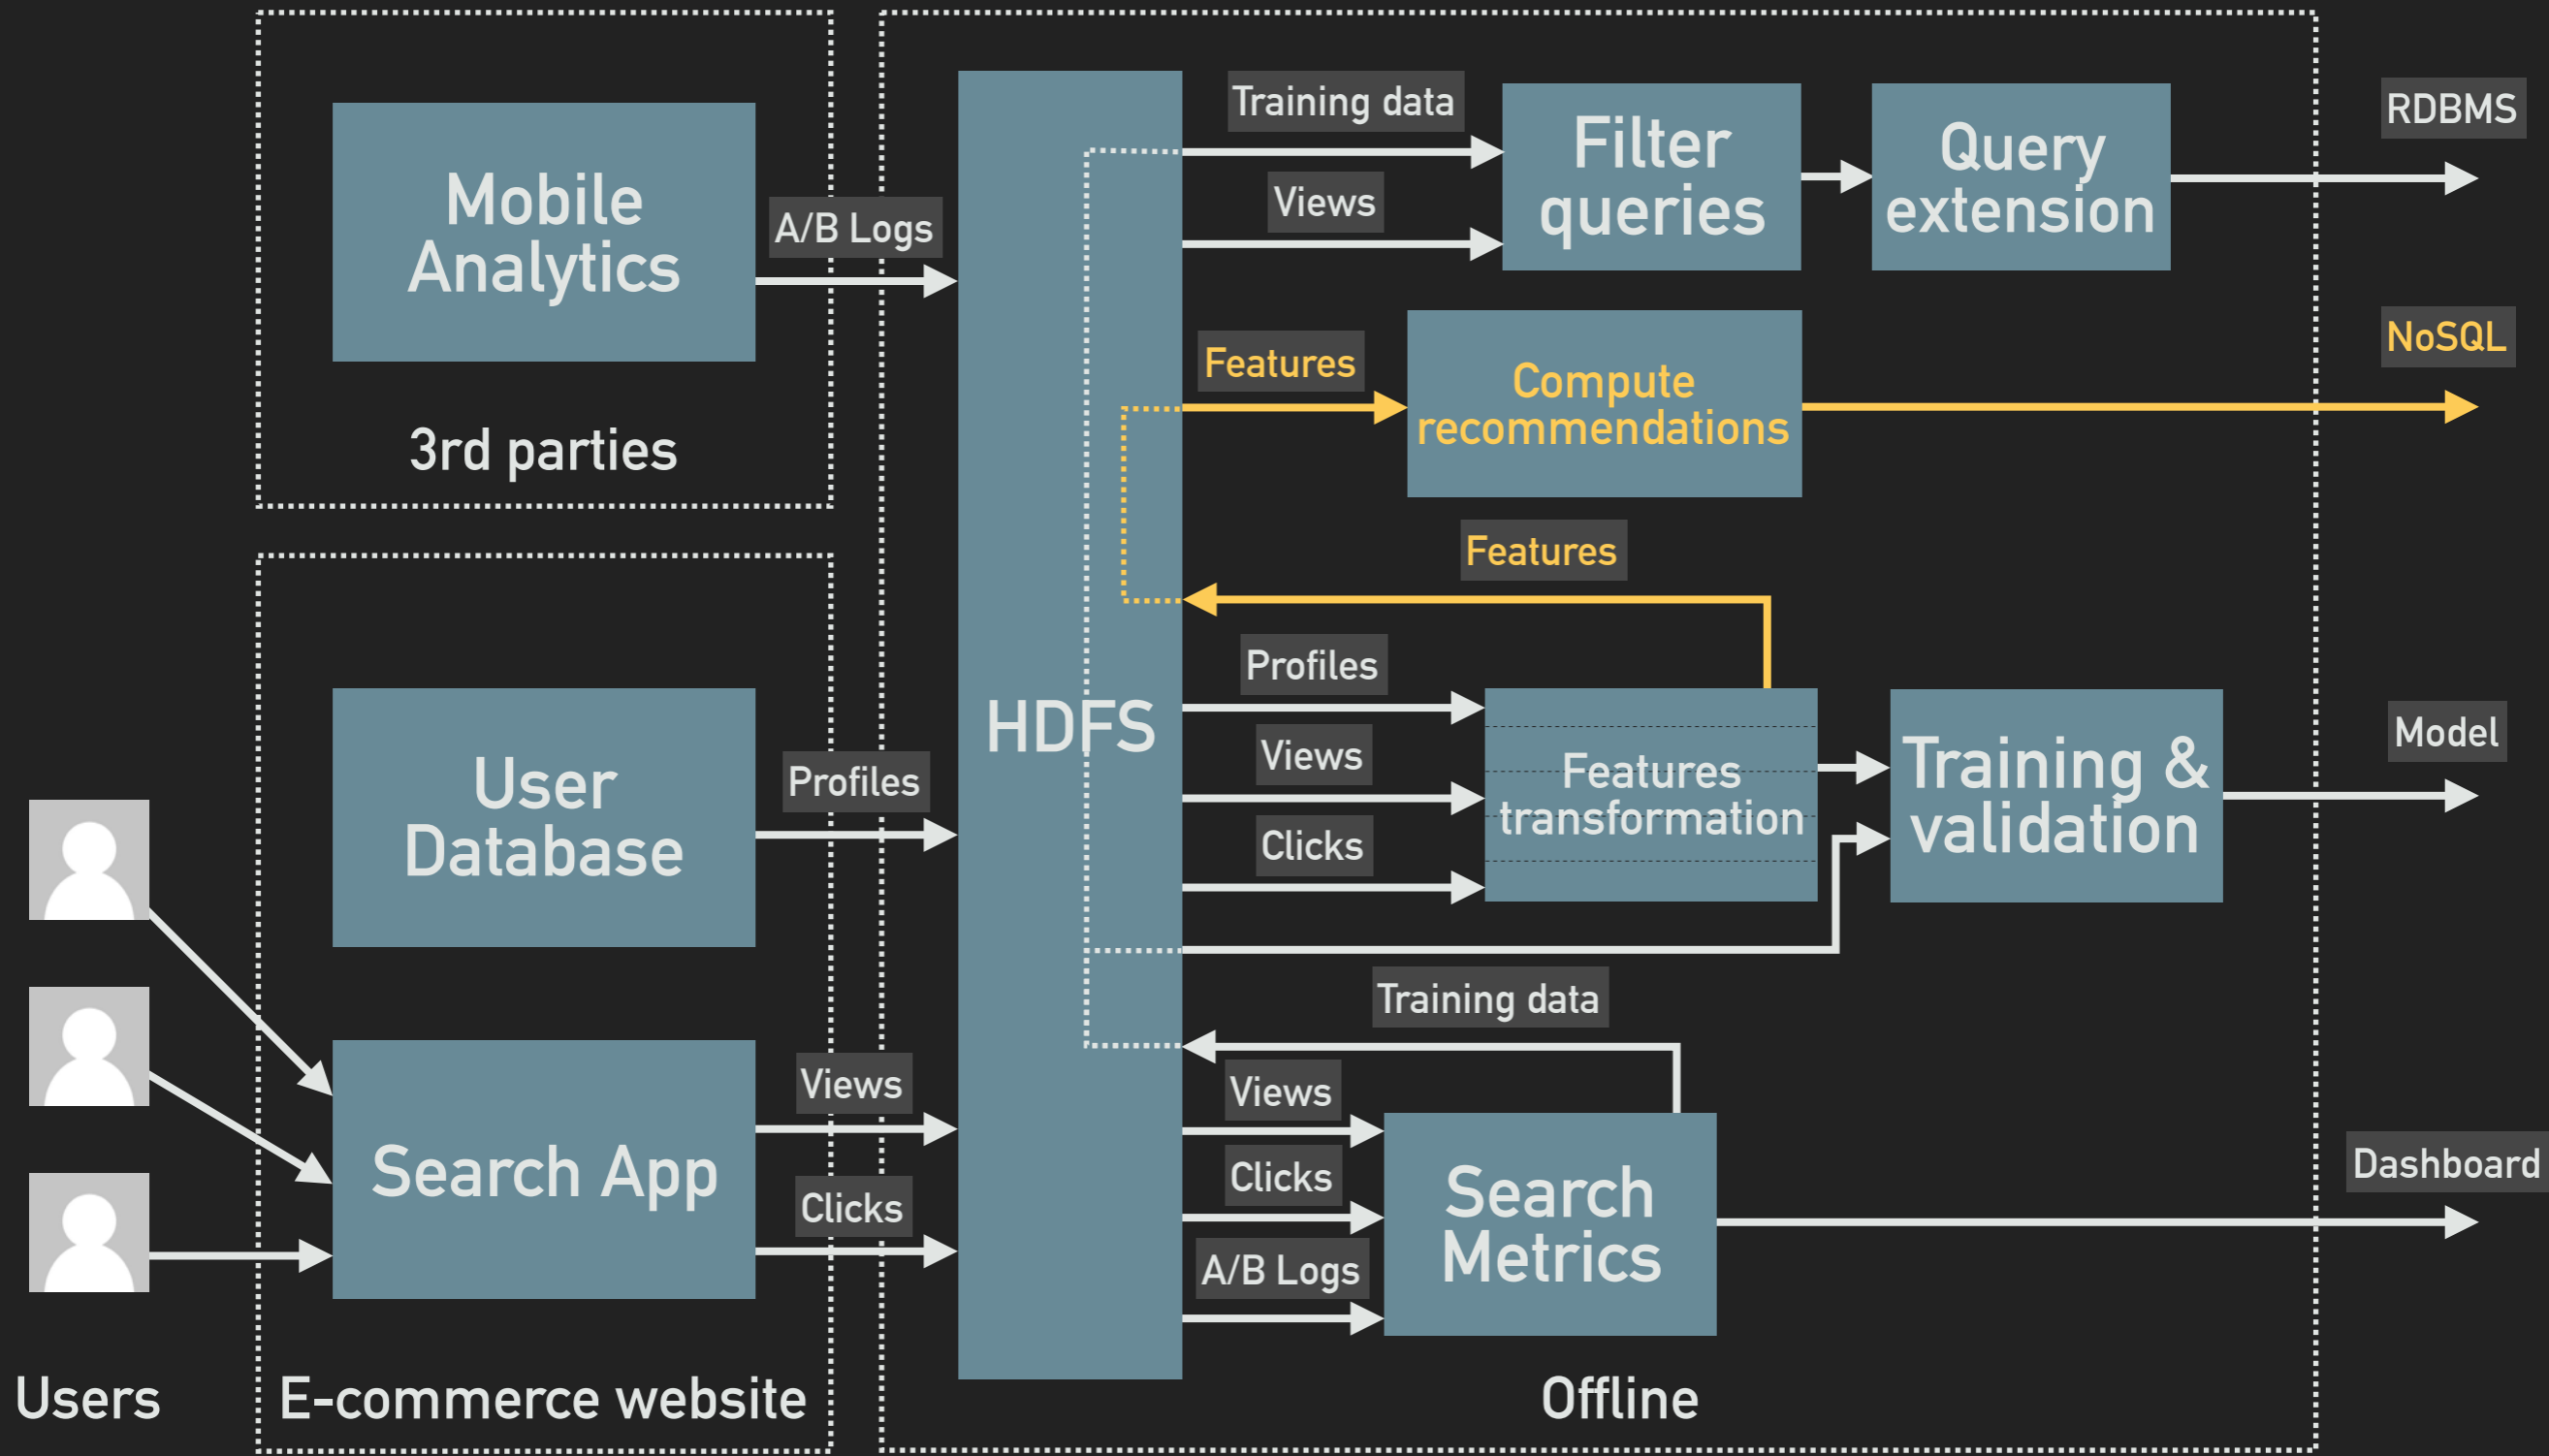 Mobile
Analytics
3rd parties
A/B Logs
User
Database
Profiles
Search App
Views
Clicks
Users
E-commerce website
HDFS
Training data
Views
Filter
queries
Query
extension
RDBMS
Features
Compute
recommendations
NoSQL
Features
Profiles
Views
Clicks
Features
transformation
Training &
validation
Model
Training data
Views
Clicks
A/B Logs
Search
Metrics
Dashboard
Offline